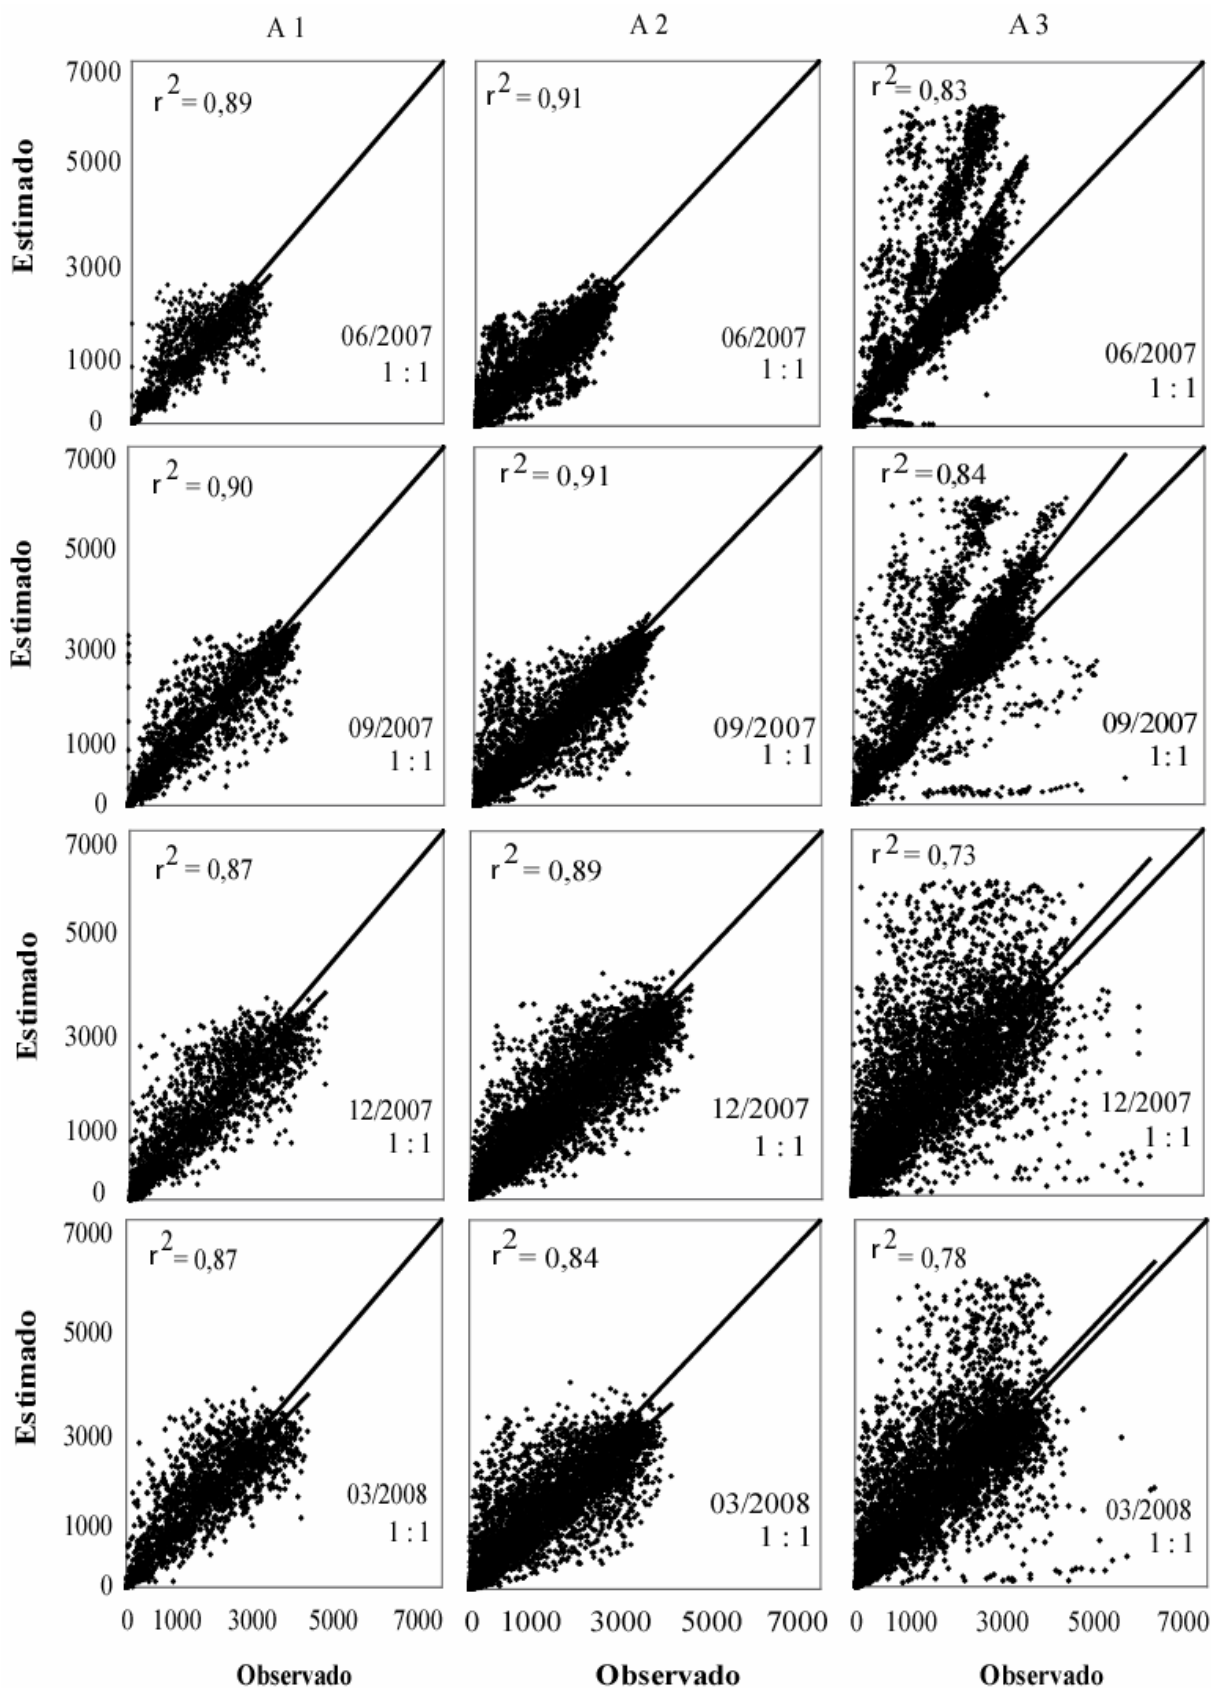 A 1 A 2 A 3
7000
r² = 0,89
r² = 0,91
r² = 0,83
5000
Estimado
3000
1000
0
06/2007
1 : 1
06/2007
1 : 1
06/2007
1 : 1
7000
r² = 0,90
r² = 0,91
r² = 0,84
5000
Estimado
3000
1000
0
09/2007
1 : 1
09/2007
1 : 1
09/2007
1:1
7000
r² = 0,87
r² = 0,89
r² = 0,73
5000
Estimado
3000
1000
0
12/2007
1 : 1
12/2007
1 : 1
12/2007
1 : 1
7000
r² = 0,87
r² = 0,84
r² = 0,78
5000
Estimado
3000
1000
0
03/2008
1 : 1
03/2008
1 : 1
03/2008
1 : 1
0 1000 3000 5000 7000 0 1000 3000 5000 7000 0 1000 3000 5000 7000
Observado Observado Observado